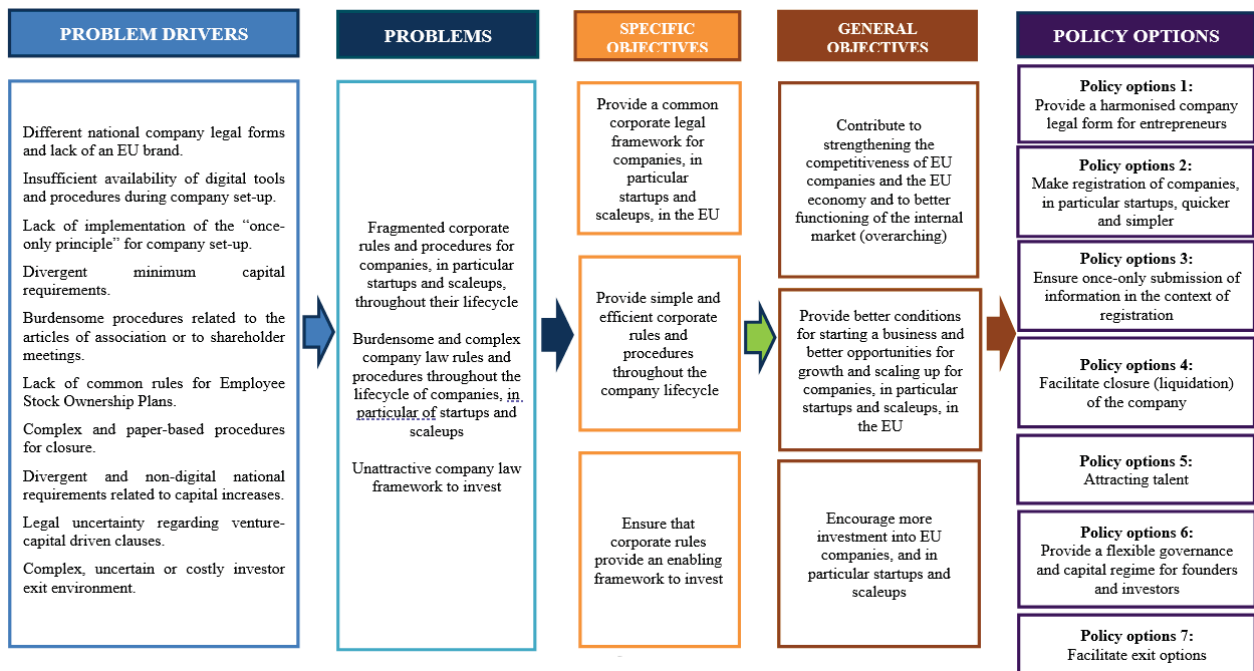 PROBLEM DRIVERS
Different national company legal forms
and lack of an EU brand.
Insufficient availability of digital tools
and procedures during company set-up.
Lack of implementation of the “once-
only principle” for company set-up.
Divergent minimum capital
requirements.
Burdensome procedures related to the
articles of association or to shareholder
meetings.
Lack of common rules for Employee
Stock Ownership Plans.
Complex and paper-based procedures
for closure.
Divergent and non-digital national
requirements related to capital increases.
Legal uncertainty regarding venture-
capital driven clauses.
Complex, uncertain or costly investor
exit environment.
PROBLEMS
Fragmented corporate
rules and procedures for
companies, in particular
startups and scaleups,
throughout their lifecycle
Burdensome and complex
company law rules and
procedures throughout the
lifecycle of companies, in
particular of startups and
scaleups
Unattractive company law
framework to invest
SPECIFIC
OBJECTIVES
Provide a common
corporate legal
framework for
companies, in
particular
startups and
scaleups, in the EU
Provide simple and
efficient corporate
rules and
procedures
throughout the
company lifecycle
Ensure that
corporate rules
provide an enabling
framework to invest
GENERAL
OBJECTIVES
Contribute to
strengthening the
competitiveness of EU
companies and the EU
economy and to better
functioning of the internal
market (overarching)
Provide better conditions
for starting a business and
better opportunities for
growth and scaling up for
companies, in particular
startups and scaleups, in
the EU
Encourage more
investment into EU
companies, and in
particular startups and
scaleups
POLICY OPTIONS
Policy options 1:
Provide a harmonised company
legal form for entrepreneurs
Policy options 2:
Make registration of companies,
in particular startups, quicker
and simpler
Policy options 3:
Ensure once-only submission of
information in the context of
registration
Policy options 4:
Facilitate closure (liquidation)
of the company
Policy options 5:
Attracting talent
Policy options 6:
Provide a flexible governance
and capital regime for founders
and investors
Policy options 7:
Facilitate exit options